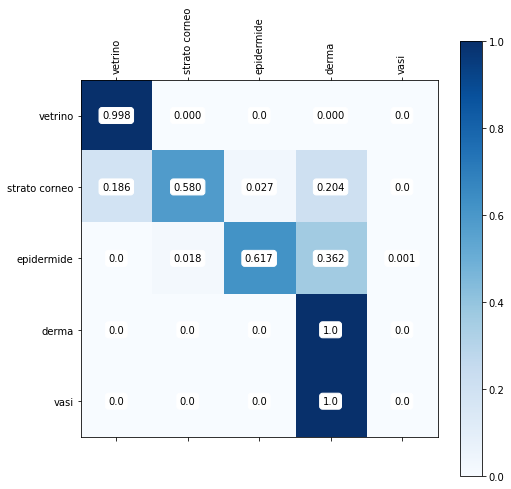 vetrino strato corneo epidermide derma vasi
vetrino 0.998 0.000 0.0 0.000 0.0
strato corneo 0.186 0.580 0.027 0.204 0.0
epidermide 0.0 0.018 0.617 0.362 0.001
derma 0.0 0.0 0.0 1.0 0.0
vasi 0.0 0.0 0.0 1.0 0.0
1.0
0.8
0.6
0.4
0.2
0.0